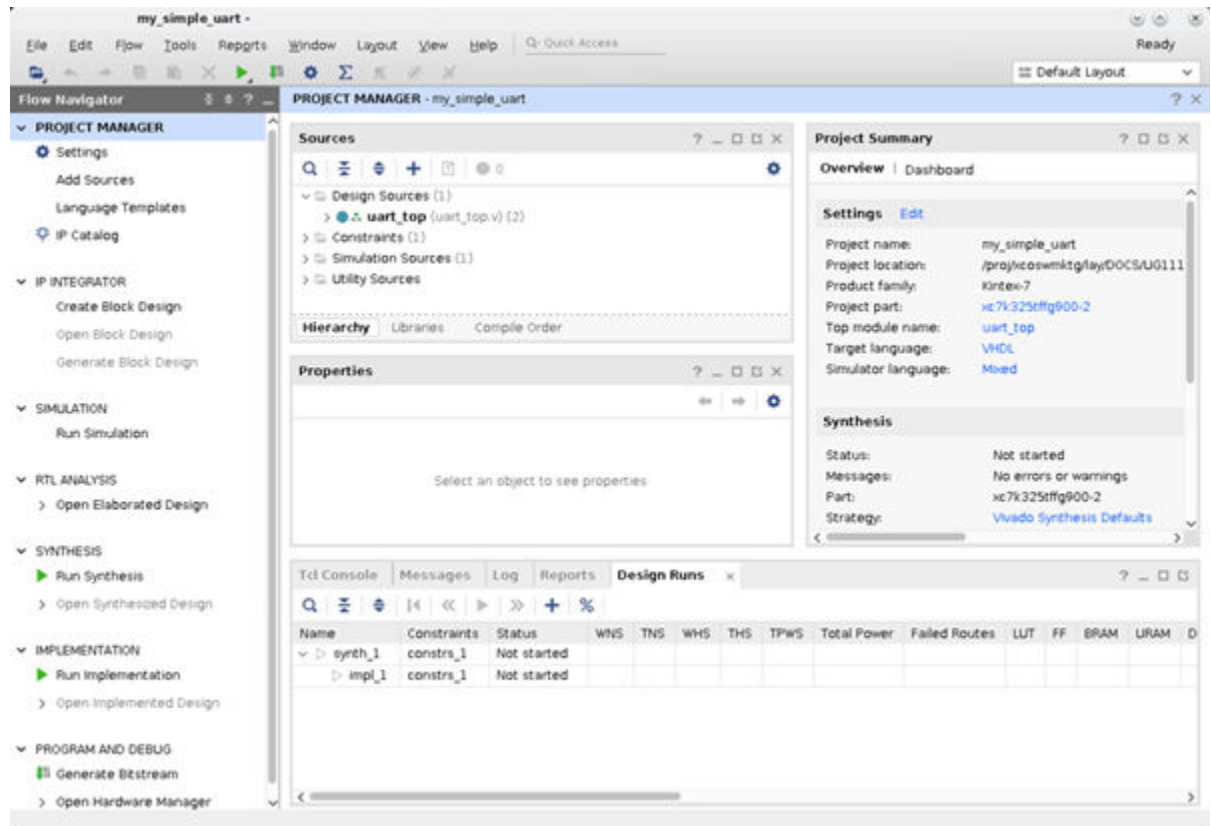 my_simple_uart -
File Edit Flow Tools Reports Window Layout View Help Q- Quick Access Ready
Default Layout
Flow Navigator ? _
PROJECT MANAGER - my_simple_uart ? ×
PROJECT MANAGER
Settings
Add Sources
Language Templates
IP Catalog
IP INTEGRATOR
Create Block Design
Open Block Design
Generate Block Design
SIMULATION
Run Simulation
RTL ANALYSIS
Open Elaborated Design
SYNTHESIS
Run Synthesis
Open Synthesized Design
IMPLEMENTATION
Run Implementation
Open Implemented Design
PROGRAM AND DEBUG
Generate Bitstream
Open Hardware Manager
Sources ? _
0
Design Sources (1)
uart_top (uart_top.v) (2)
Constraints (1)
Simulation Sources (1)
Utility Sources
Hierarchy Libraries Compile Order
Properties ? _
Select an object to see properties
Project Summary ?
Overview | Dashboard
Settings Edit
Project name: my_simple_uart
Project location: /proj/xcoswmktg/lay/DOCS/UG111
Product family: Kintex-7
Project part: xc7k325tffg900-2
Top module name: uart_top
Target language: VHDL
Simulator language: Mixed
Synthesis
Status: Not started
Messages: No errors or warnings
Part: xc7k325tffg900-2
Strategy: Vivado Synthesis Defaults
Tcl Console Messages Log Reports Design Runs × ? _
%
Name Constraints Status WNS TNS WHS THS TPWS Total Power Failed Routes LUT FF BRAM URAM D
synth_1 constrs_1 Not started
impl_1 constrs_1 Not started